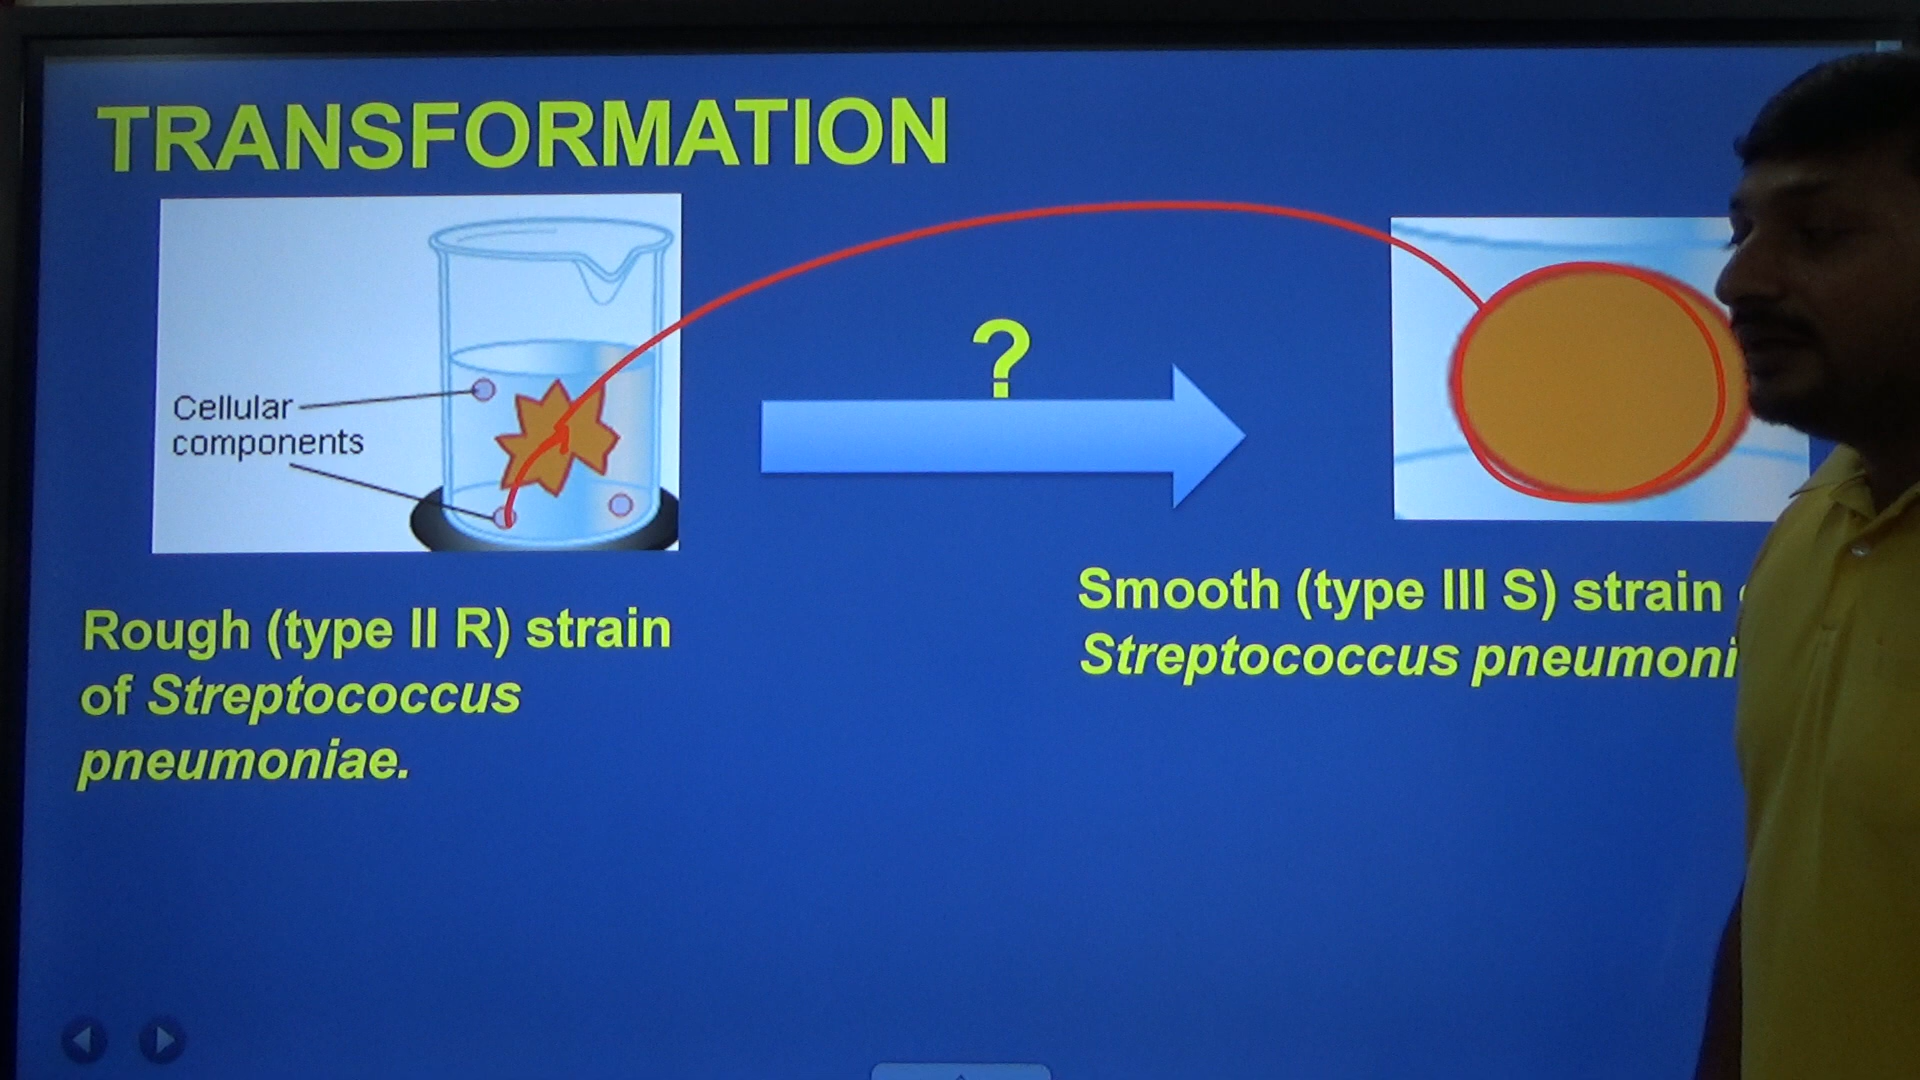 TRANSFORMATION
Cellular
components
?
Rough (type II R) strain
of Streptococcus
pneumoniae.
Smooth (type III S) strain
Streptococcus